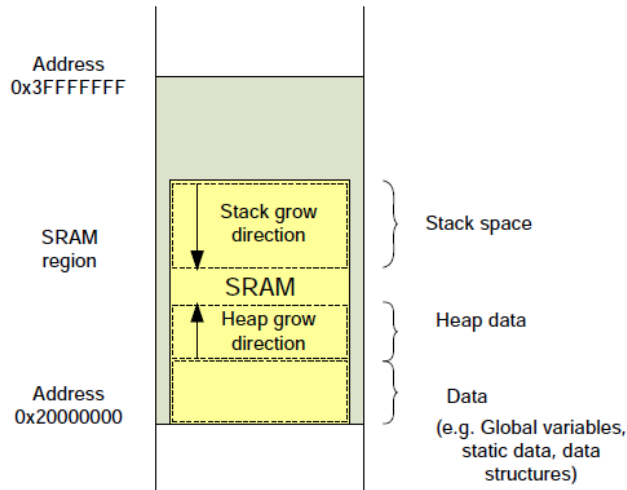 Address
0x3FFFFFFF
SRAM
region
Address
0x20000000
Stack grow
direction
SRAM
Heap grow
direction
Stack space
Heap data
Data
(e.g. Global variables,
static data, data
structures)